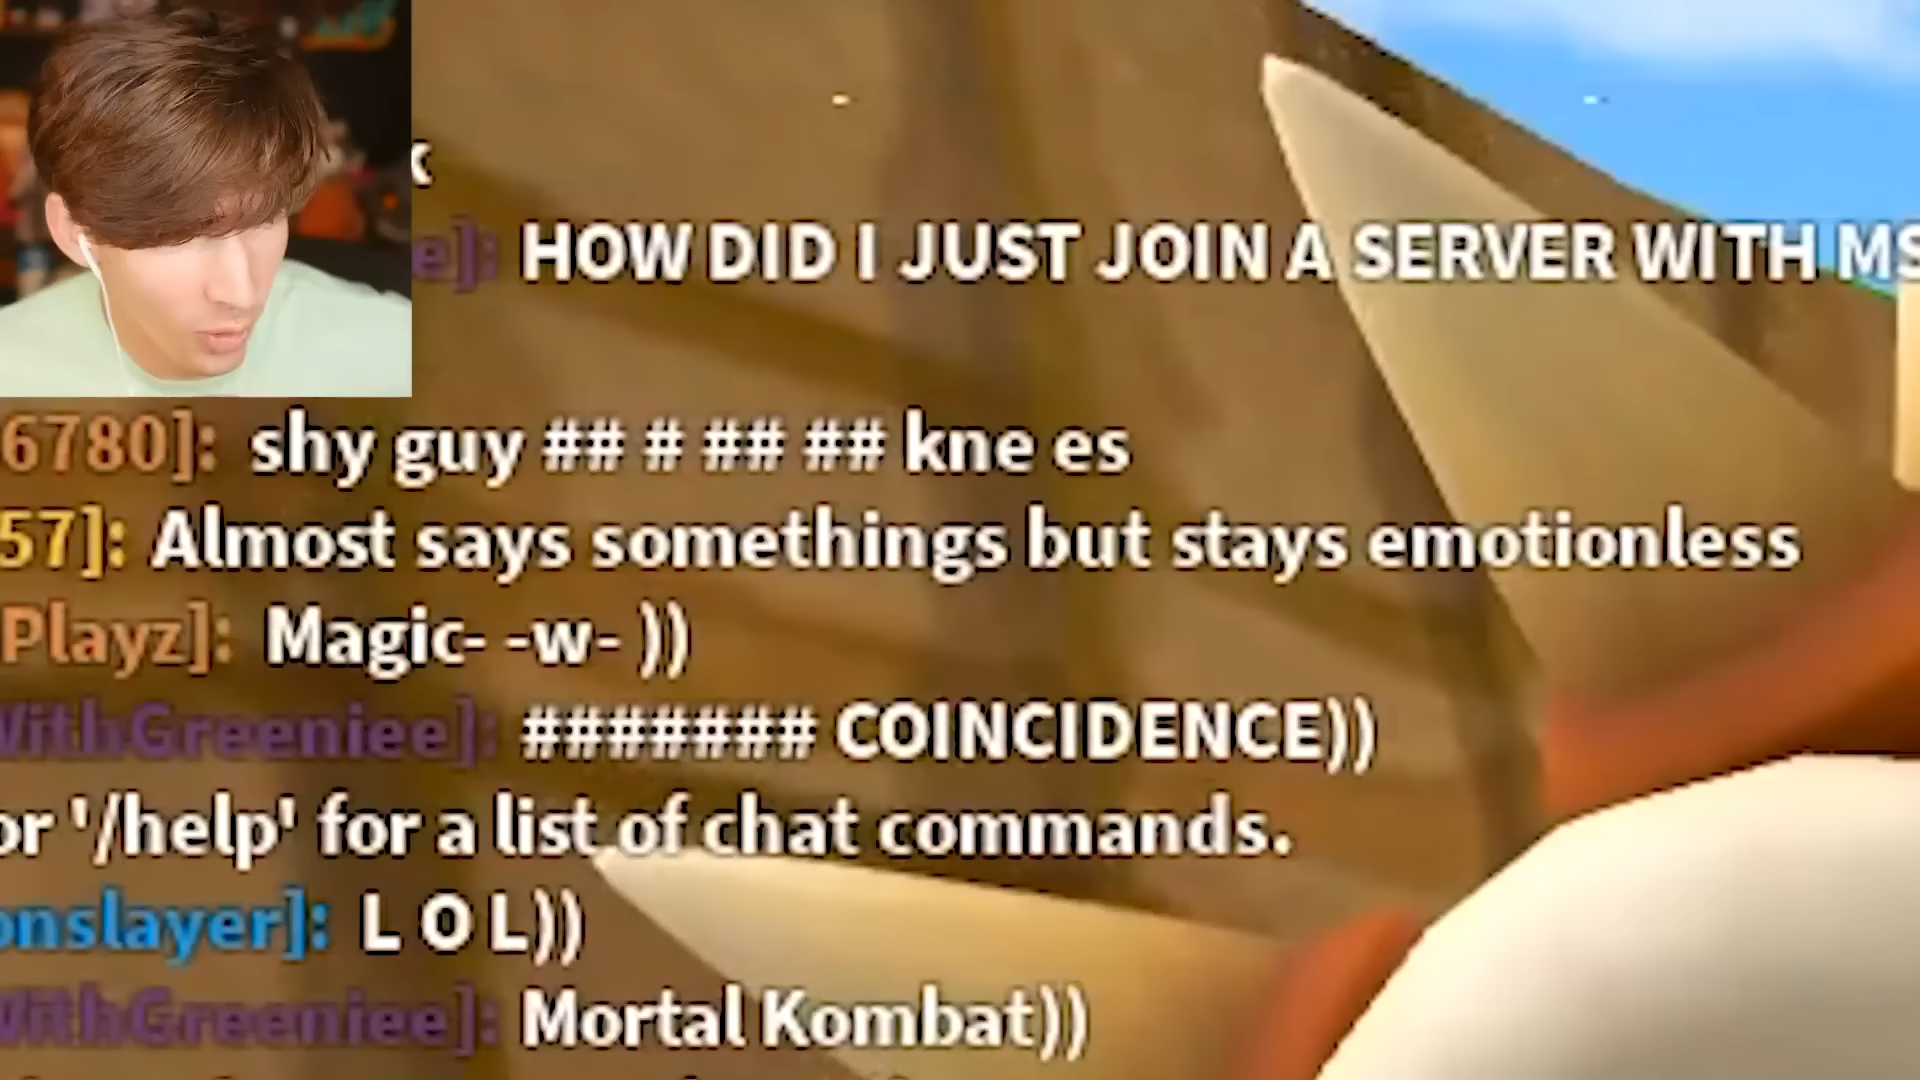 k
e]: HOW DID I JUST JOIN A SERVER WITH MS
6780]: shy guy ## # ## ## kne es
57]: Almost says somethings but stays emotionless
Playz]: Magic- -w- ))
WithGreeniee]: ####### COINCIDENCE))
or '/help' for a list of chat commands.
onslayer]: L O L))
WithGreeniee]: Mortal Kombat))